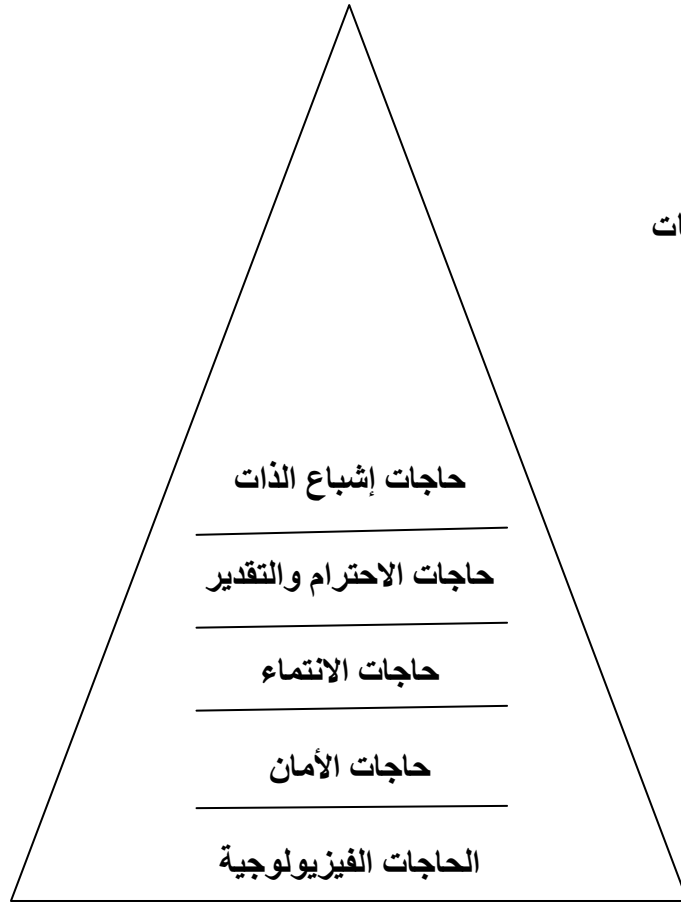 حاجات إشباع الذات
حاجات الاحترام والتقدير
حاجات الانتماء
حاجات الأمان
الحاجات الفيزيولوجية